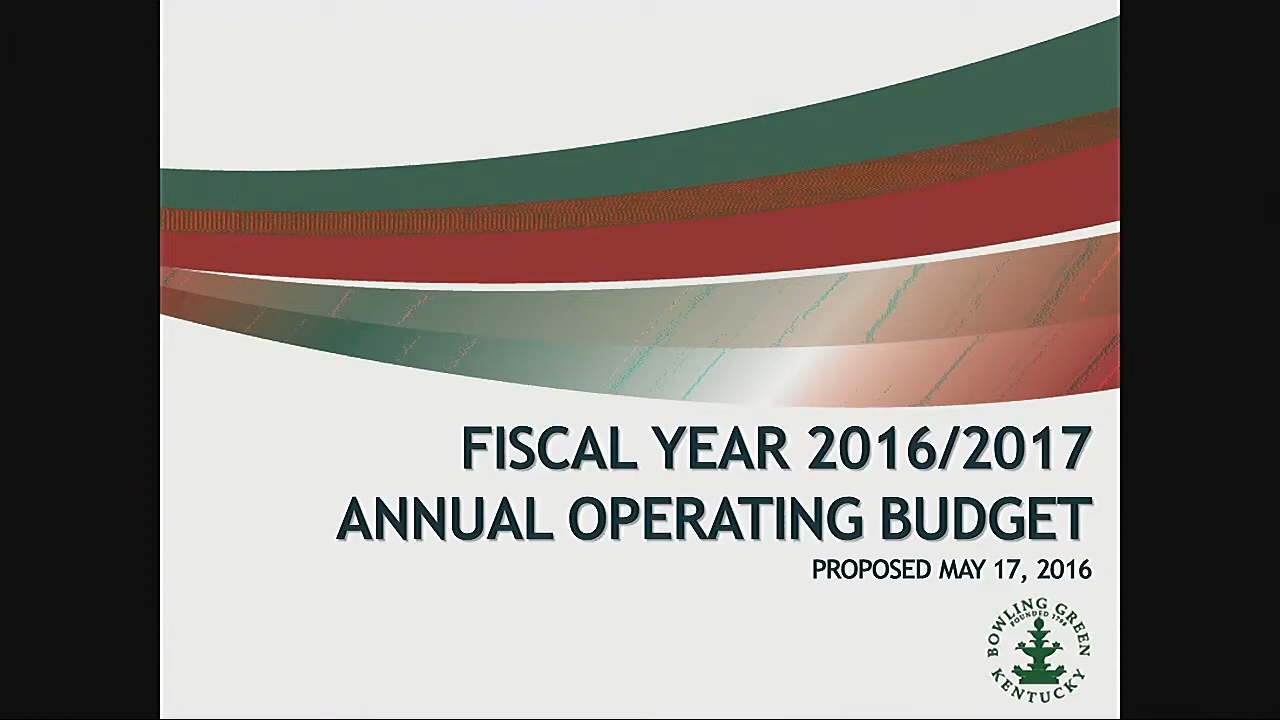 FISCAL YEAR 2016/2017
ANNUAL OPERATING BUDGET
PROPOSED MAY 17, 2016
BOWLING GREEN
FOUNDED 1798
KENTUCKY